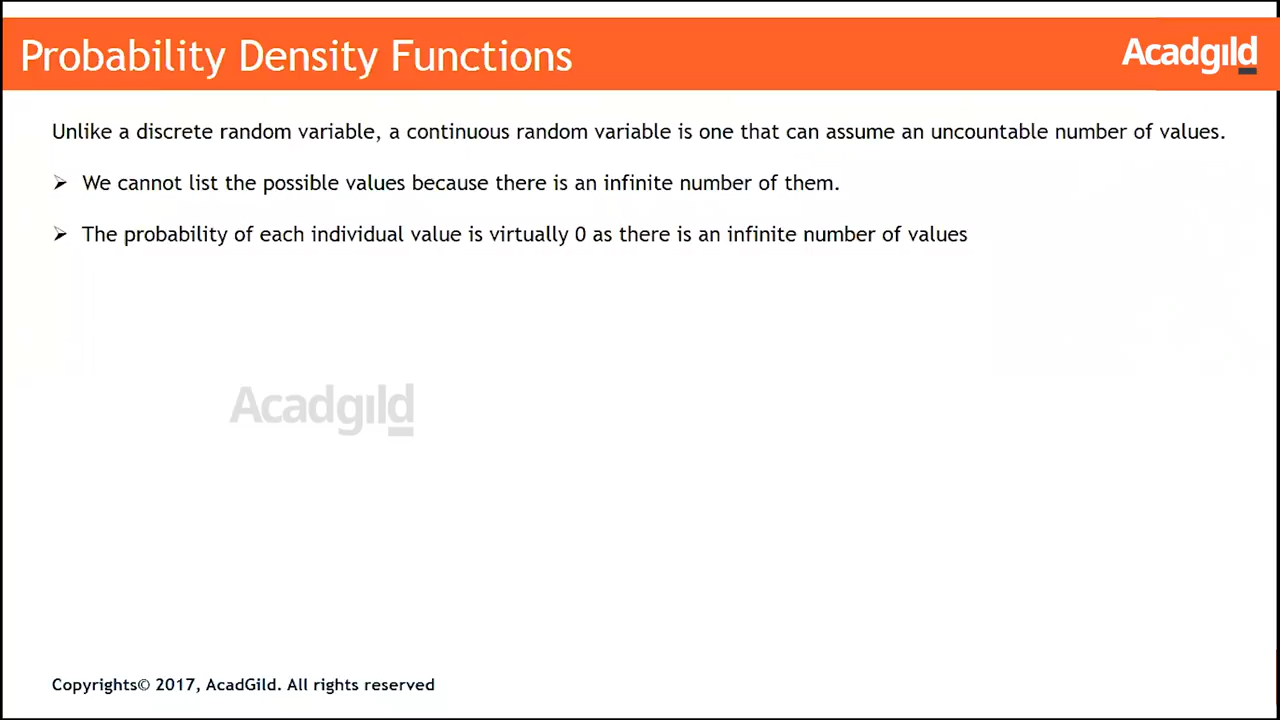 Probability Density Functions
Acadgild
Unlike a discrete random variable, a continuous random variable is one that can assume an uncountable number of values.
➢ We cannot list the possible values because there is an infinite number of them.
➢ The probability of each individual value is virtually 0 as there is an infinite number of values
Acadgild
Copyrights© 2017, AcadGild. All rights reserved